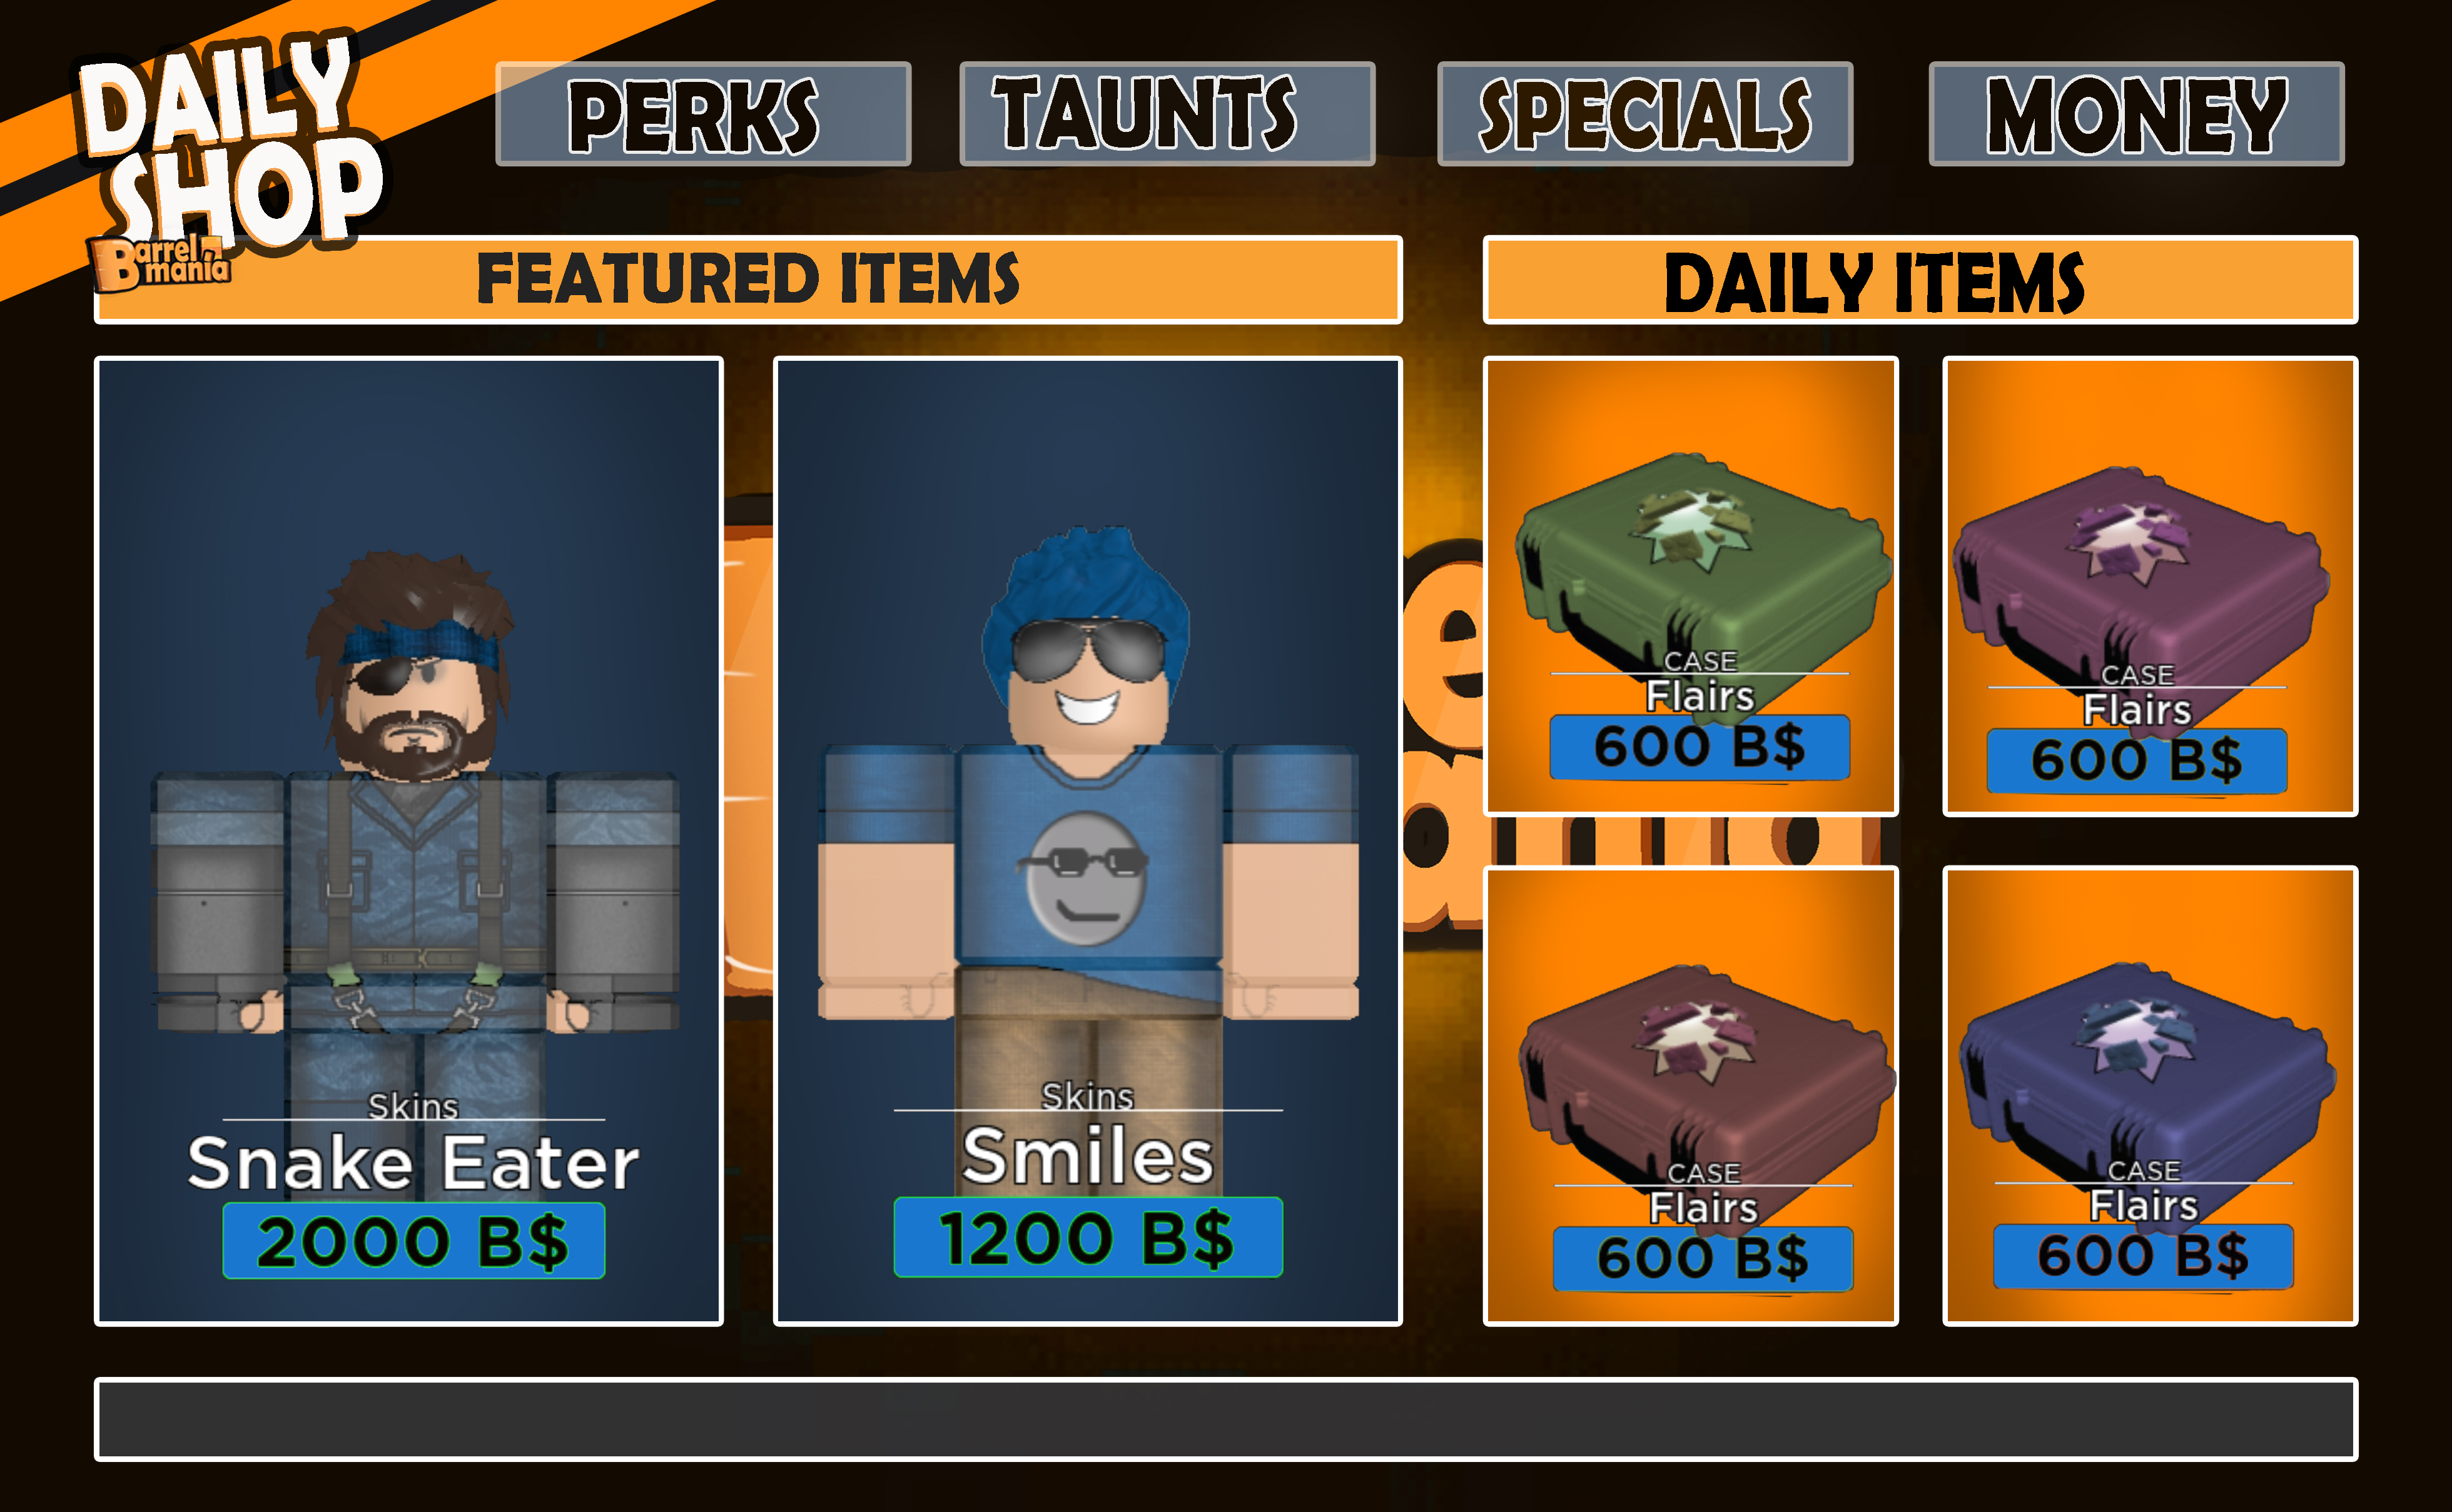 DAILY
SHOP
Barrel
mania
PERKS
TAUNTS
SPECIALS
MONEY
FEATURED ITEMS
DAILY ITEMS
Skins
Snake Eater
2000 B$
Skins
Smiles
1200 B$
CASE
Flairs
600 B$
CASE
Flairs
600 B$
CASE
Flairs
600 B$
CASE
Flairs
600 B$